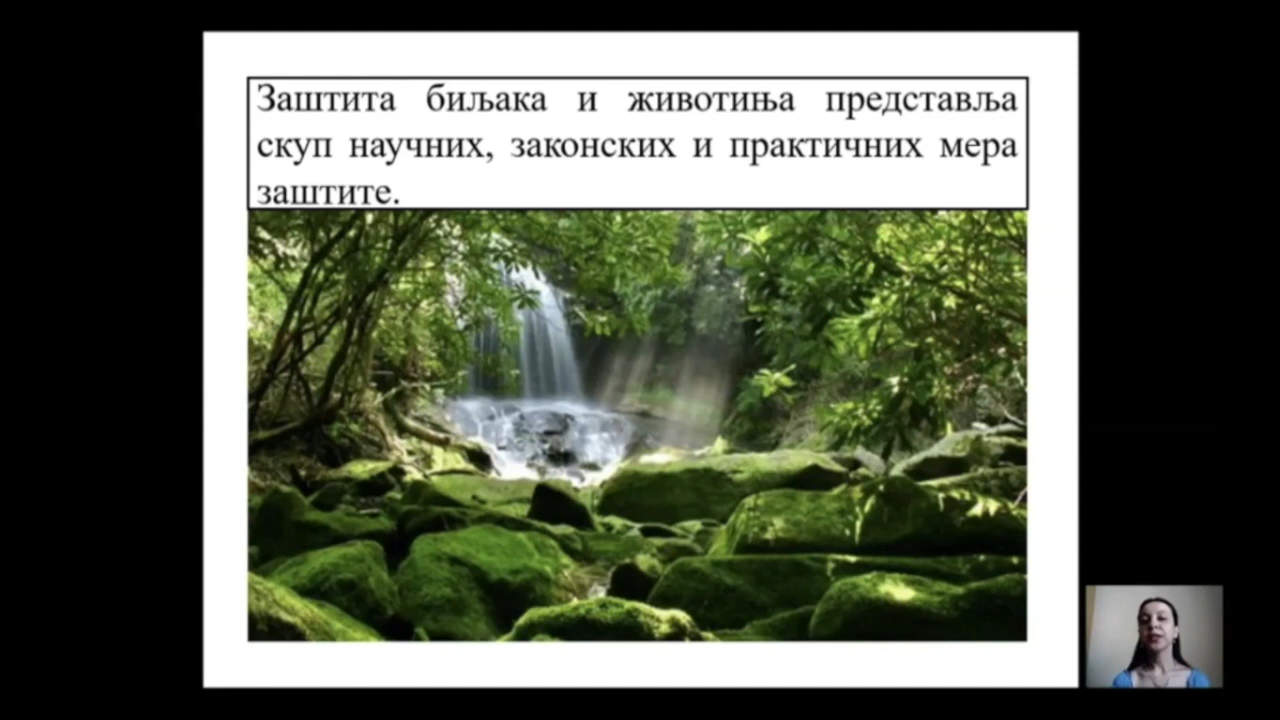 Заштита биљака и животиња представља
скуп научних, законских и практичних мера
заштите.